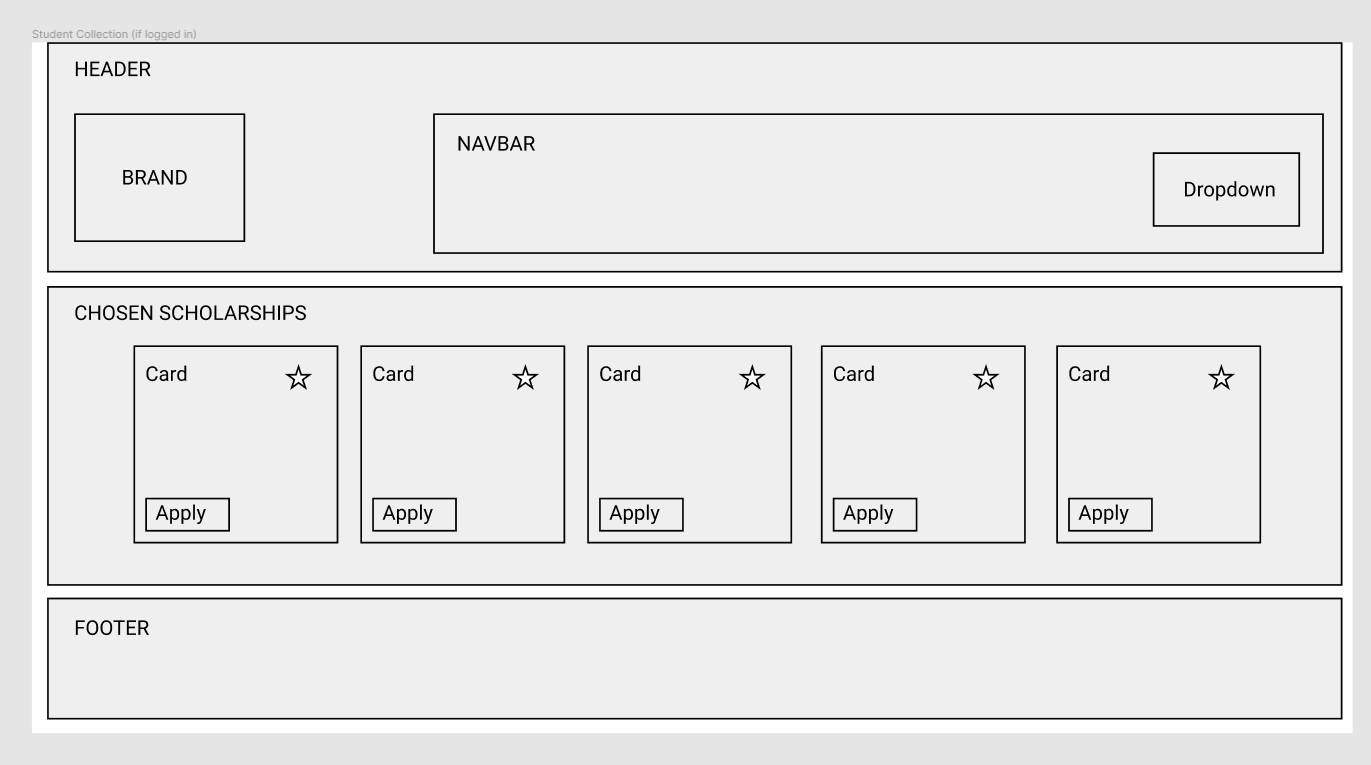 Student Collection (if logged in)
HEADER
BRAND
NAVBAR
Dropdown
CHOSEN SCHOLARSHIPS
Card
Card
Card
Card
Card
Apply
Apply
Apply
Apply
Apply
FOOTER